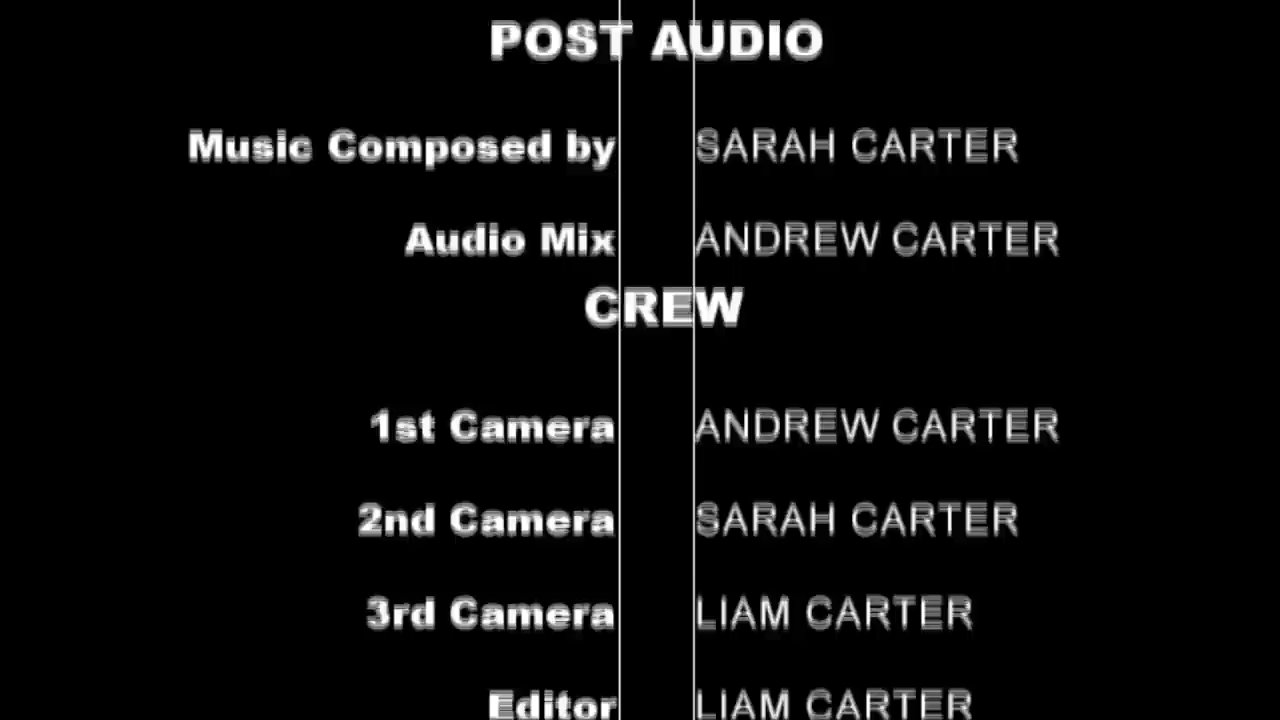 POST AUDIO
Music Composed by SARAH CARTER
Audio Mix ANDREW CARTER
CREW
1st Camera ANDREW CARTER
2nd Camera SARAH CARTER
3rd Camera LIAM CARTER
Editor LIAM CARTER